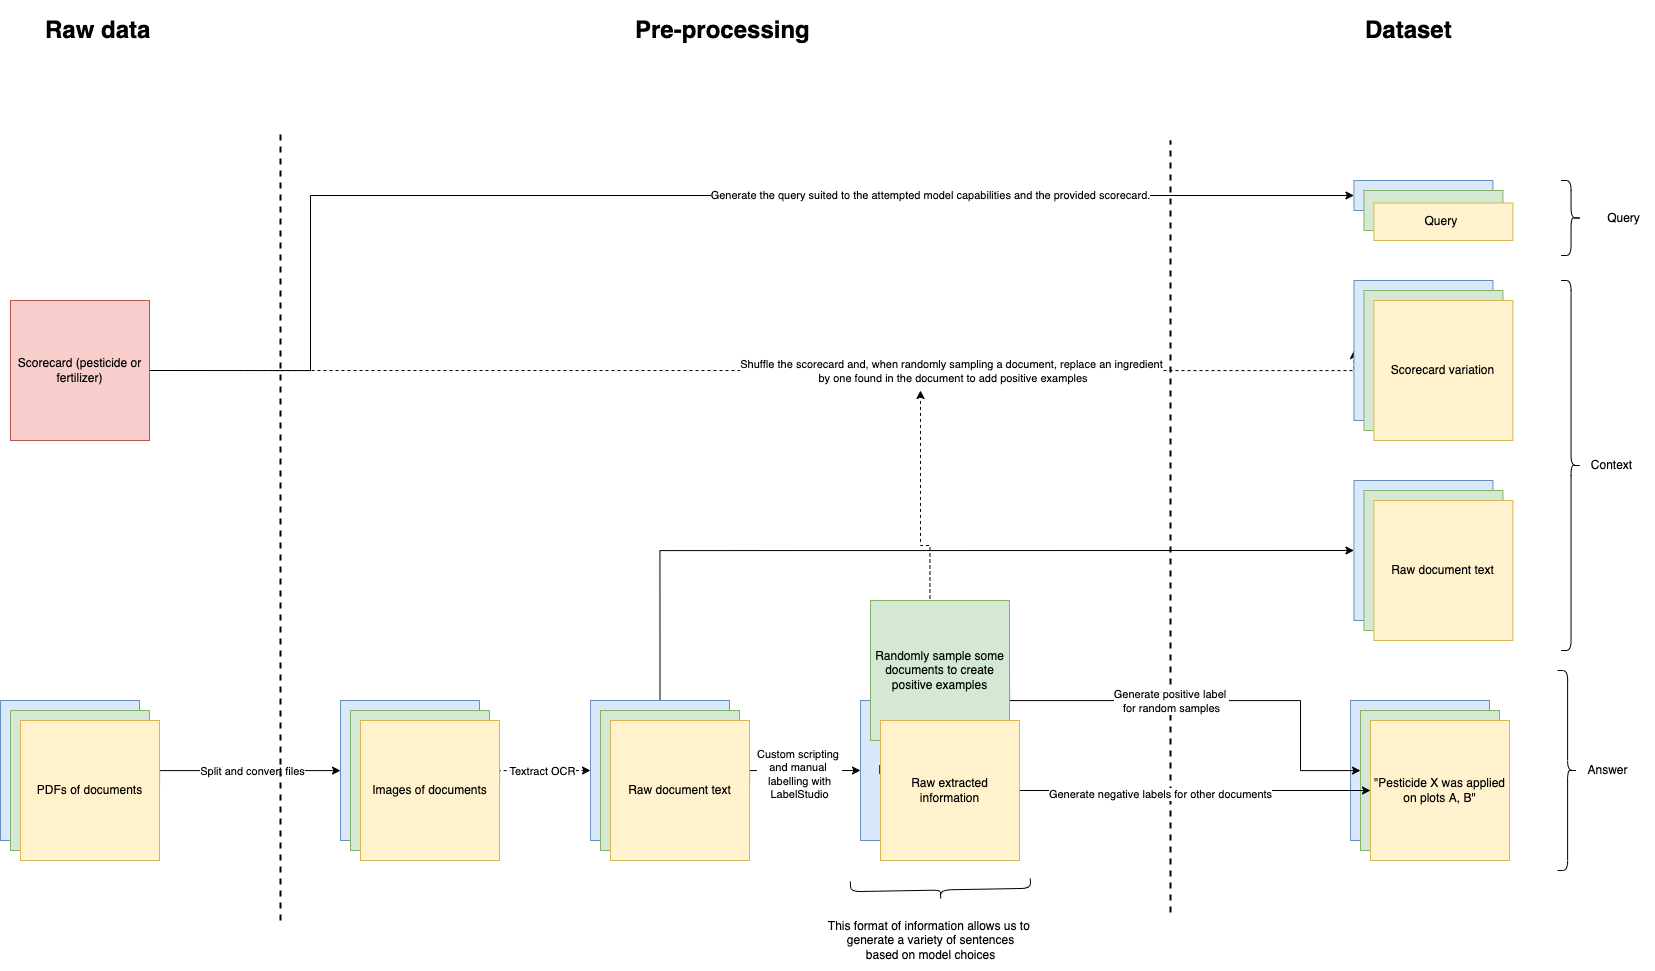 Raw data
Pre-processing
Dataset
Generate the query suited to the attempted model capabilities and the provided scorecard.
Query
Query
Scorecard (pesticide or
fertilizer)
Shuffle the scorecard and, when randomly sampling a document, replace an ingredient
by one found in the document to add positive examples
Scorecard variation
Context
Raw document text
Randomly sample some
documents to create
positive examples
Generate positive label
for random samples
PDFs of documents
Split and convert files
Images of documents
Textract OCR
Raw document text
Custom scripting
and manual
labelling with
LabelStudio
Raw extracted
information
Generate negative labels for other documents
"Pesticide X was applied
on plots A, B"
Answer
This format of information allows us to
generate a variety of sentences
based on model choices